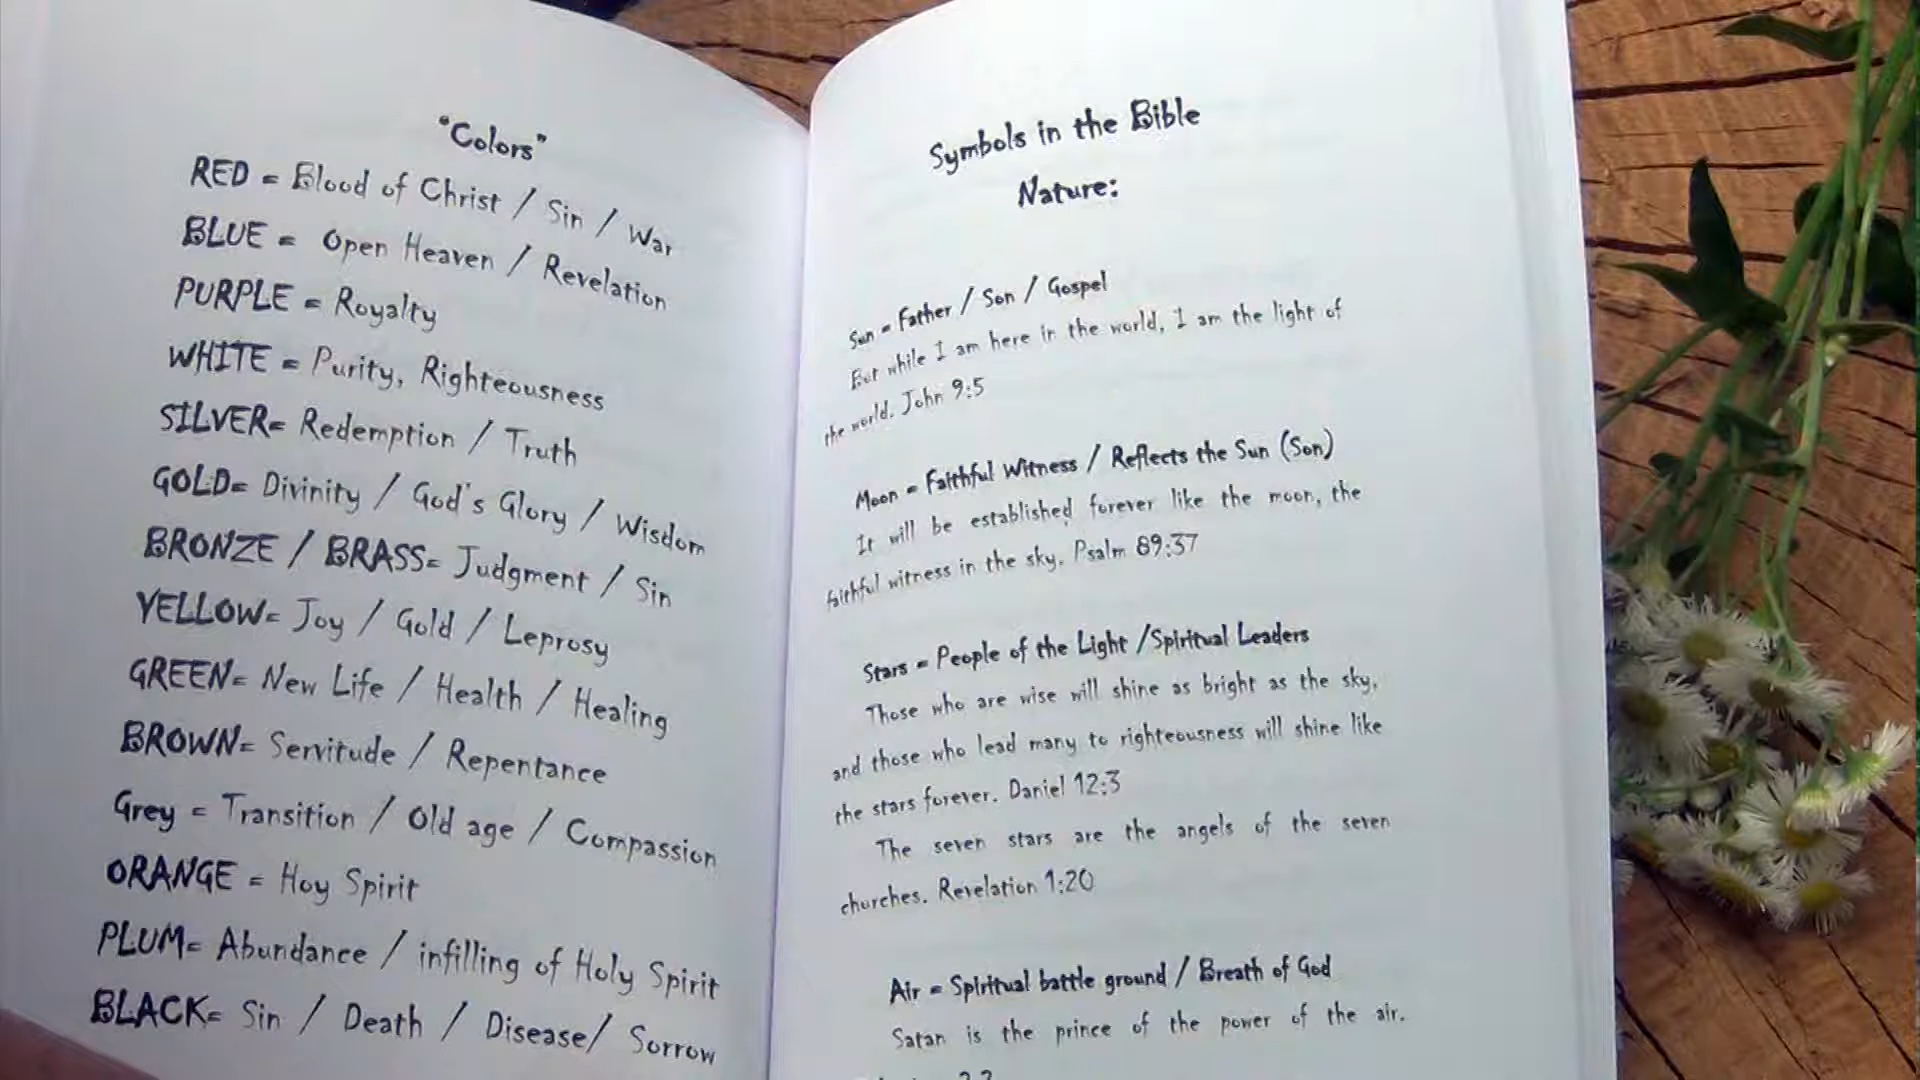 "Colors"
RED = Blood of Christ / Sin / War
BLUE = Open Heaven / Revelation
PURPLE = Royalty
WHITE = Purity, Righteousness
SILVER= Redemption / Truth
GOLD= Divinity / God's Glory / Wisdom
BRONZE / BRASS= Judgment / Sin
YELLOW= Joy / Gold / Leprosy
GREEN= New Life / Health / Healing
BROWN= Servitude / Repentance
Grey = Transition / Old age / Compassion
ORANGE = Hoy Spirit
PLUM= Abundance / infilling of Holy Spirit
BLACK= Sin / Death / Disease/ Sorrow
Symbols in the Bible
Nature:
Sun = Father / Son / Gospel
But while I am here in the world, I am the light of
the world. John 9:5
Moon = Faithful Witness / Reflects the Sun (Son)
It will be established forever like the moon, the
faithful witness in the sky. Psalm 89:37
Stars = People of the Light /Spiritual Leaders
Those who are wise will shine as bright as the sky,
and those who lead many to righteousness will shine like
the stars forever. Daniel 12:3
The seven stars are the angels of the seven
churches. Revelation 1:20
Air = Spiritual battle ground / Breath of God
Satan is the prince of the power of the air.